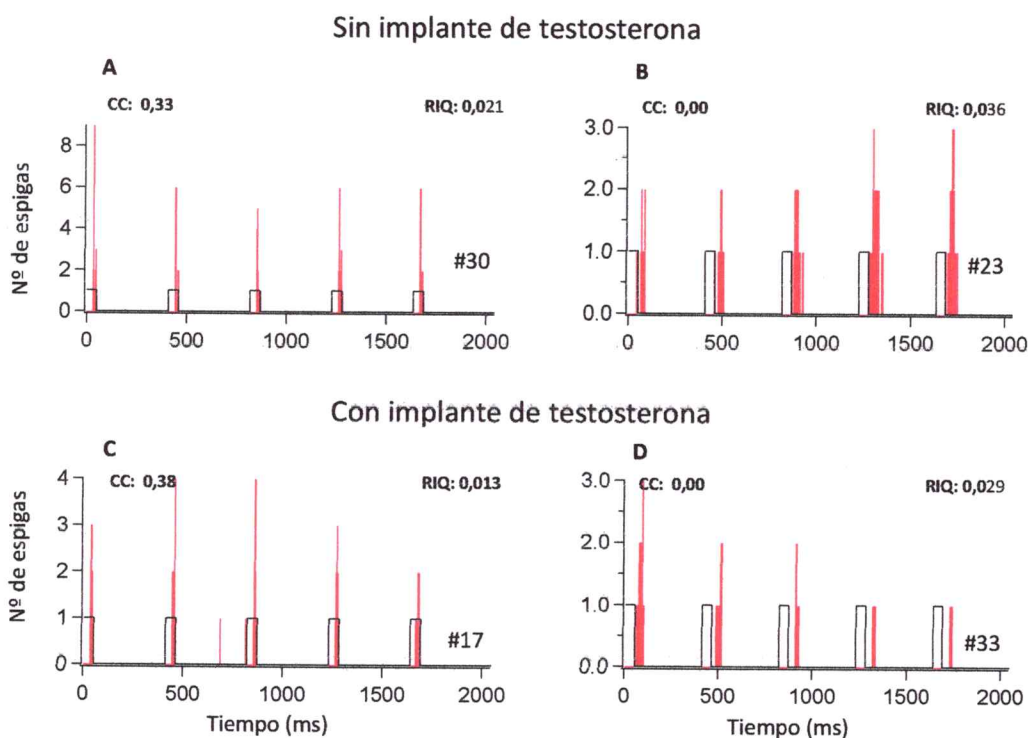 Sin implante de testosterona
A
CC: 0,33
RIQ: 0,021
Nº de espigas
8
6
4
2
0
#30
0
500
1000
1500
2000
B
CC: 0,00
RIQ: 0,036
3.0
2.0
1.0
0.0
#23
0
500
1000
1500
2000
Con implante de testosterona
C
CC: 0,38
RIQ: 0,013
Nº de espigas
4
3
2
1
0
#17
0
500
1000
1500
2000
Tiempo (ms)
D
CC: 0,00
RIQ: 0,029
3.0
2.0
1.0
0.0
#33
0
500
1000
1500
2000
Tiempo (ms)